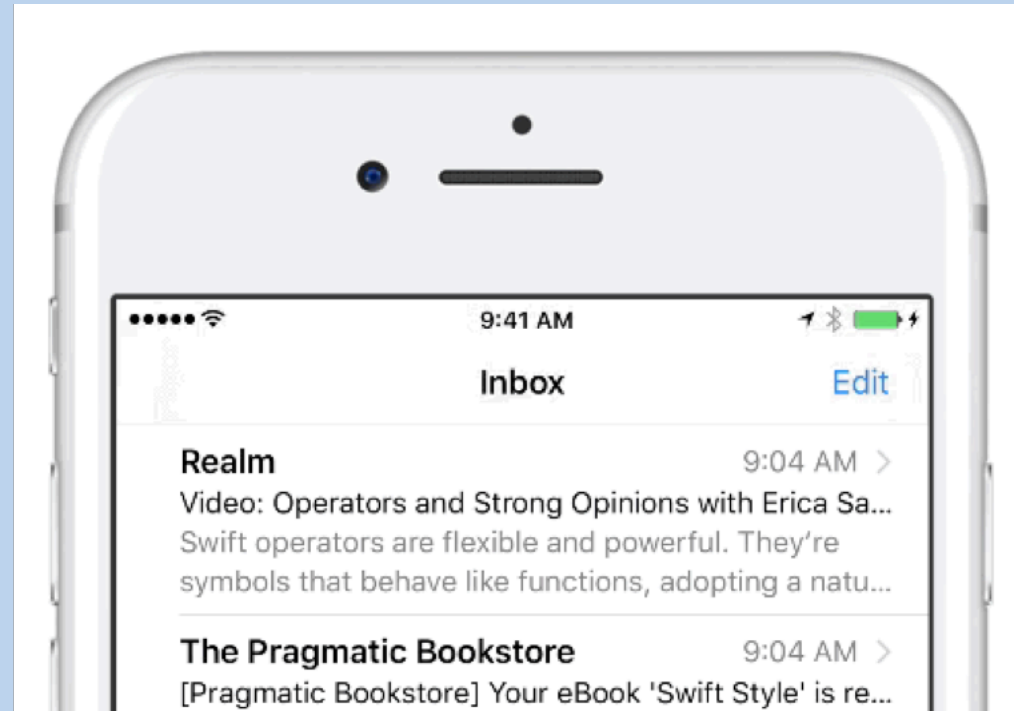 9:41 AM
Inbox
Edit
Realm
9:04 AM
Video: Operators and Strong Opinions with Erica Sa...
Swift operators are flexible and powerful. They're
symbols that behave like functions, adopting a natu...
The Pragmatic Bookstore
9:04 AM
[Pragmatic Bookstore] Your eBook 'Swift Style' is re...